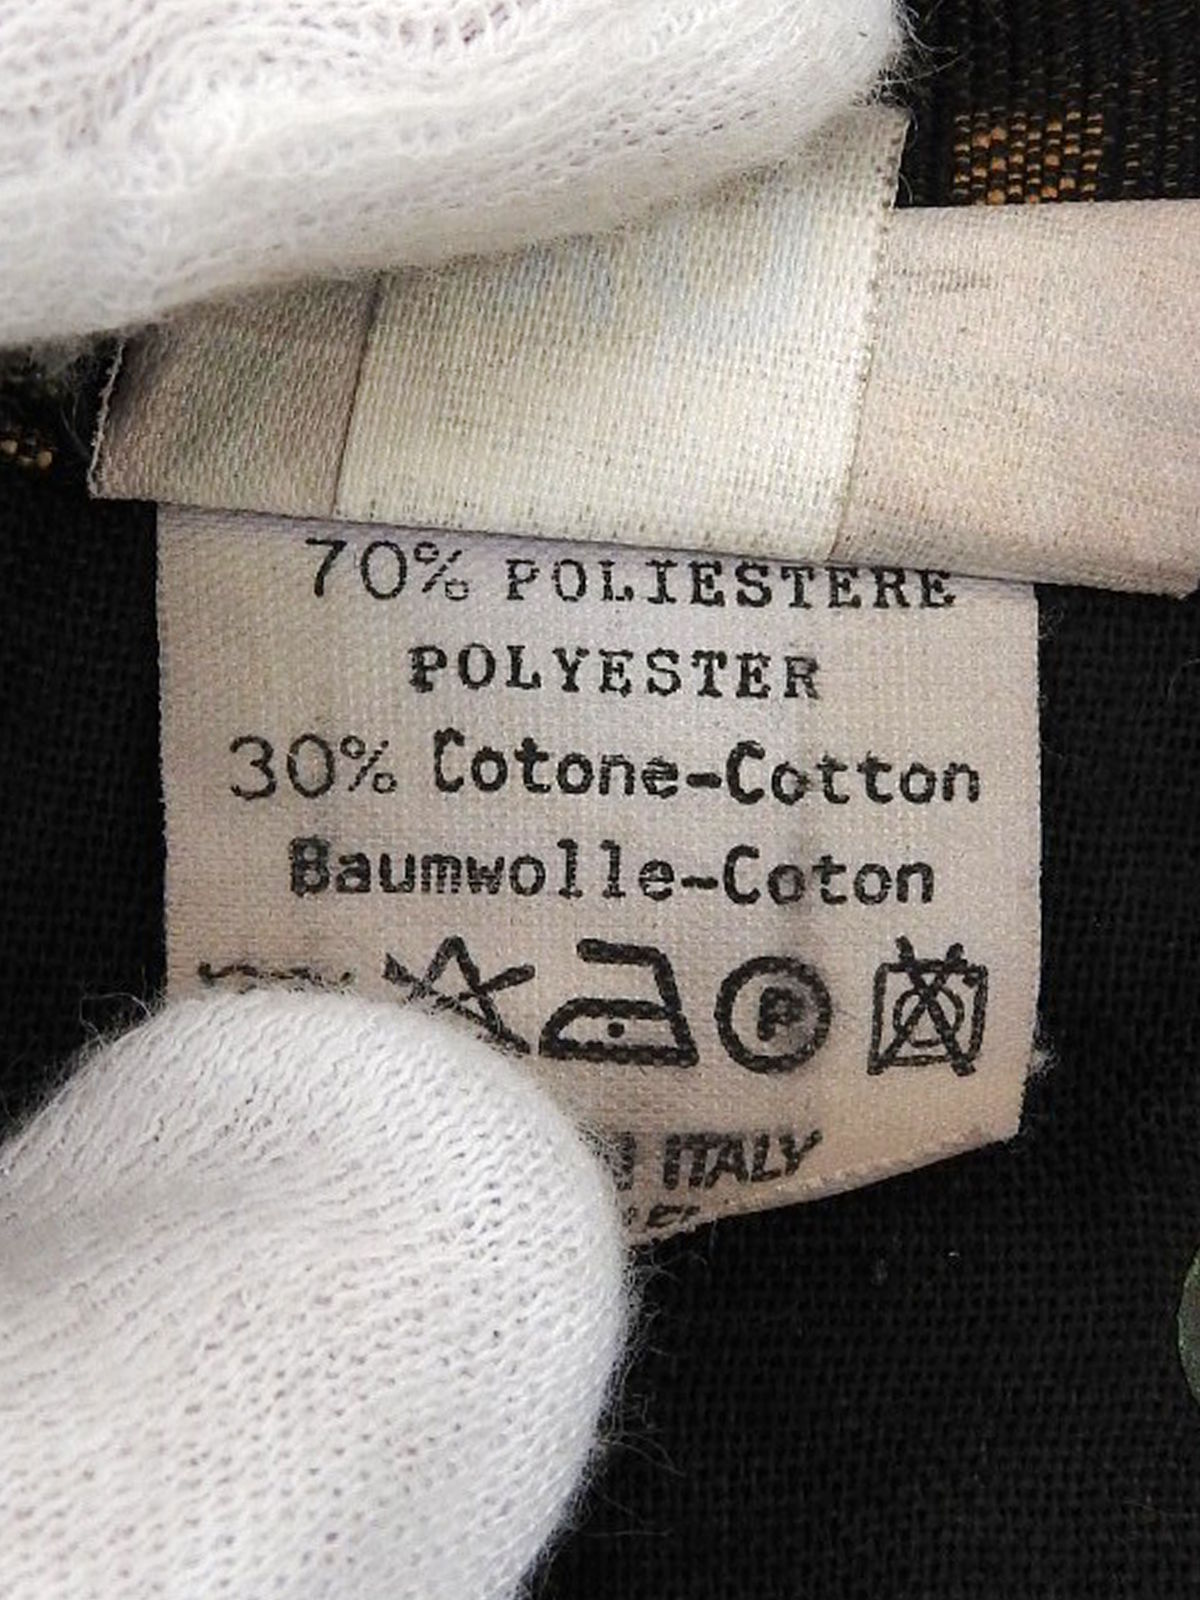 70% POLIESTERE
POLYESTER
30% Cotone-Cotton
Baumwolle-Coton
P
ITALY